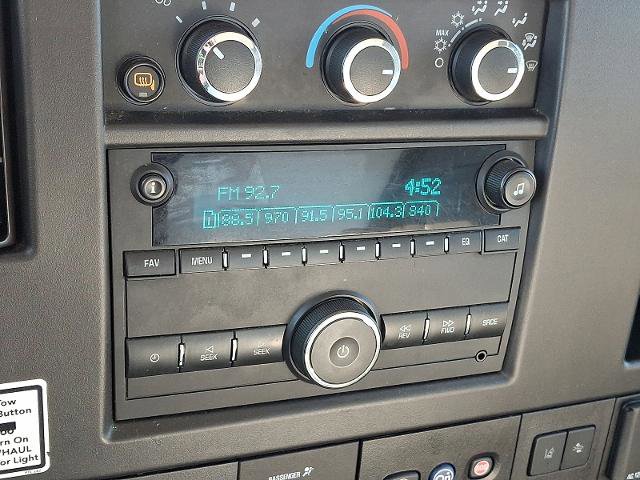 MAX
FM 92.7 4:52
1 88.5 97.0 91.5 95.1 104.3 840
FAV MENU EQ CAT
SEEK SEEK REV FWD SRCE
Tow
Button
rn On
/HAUL
or Light
PASSENGER